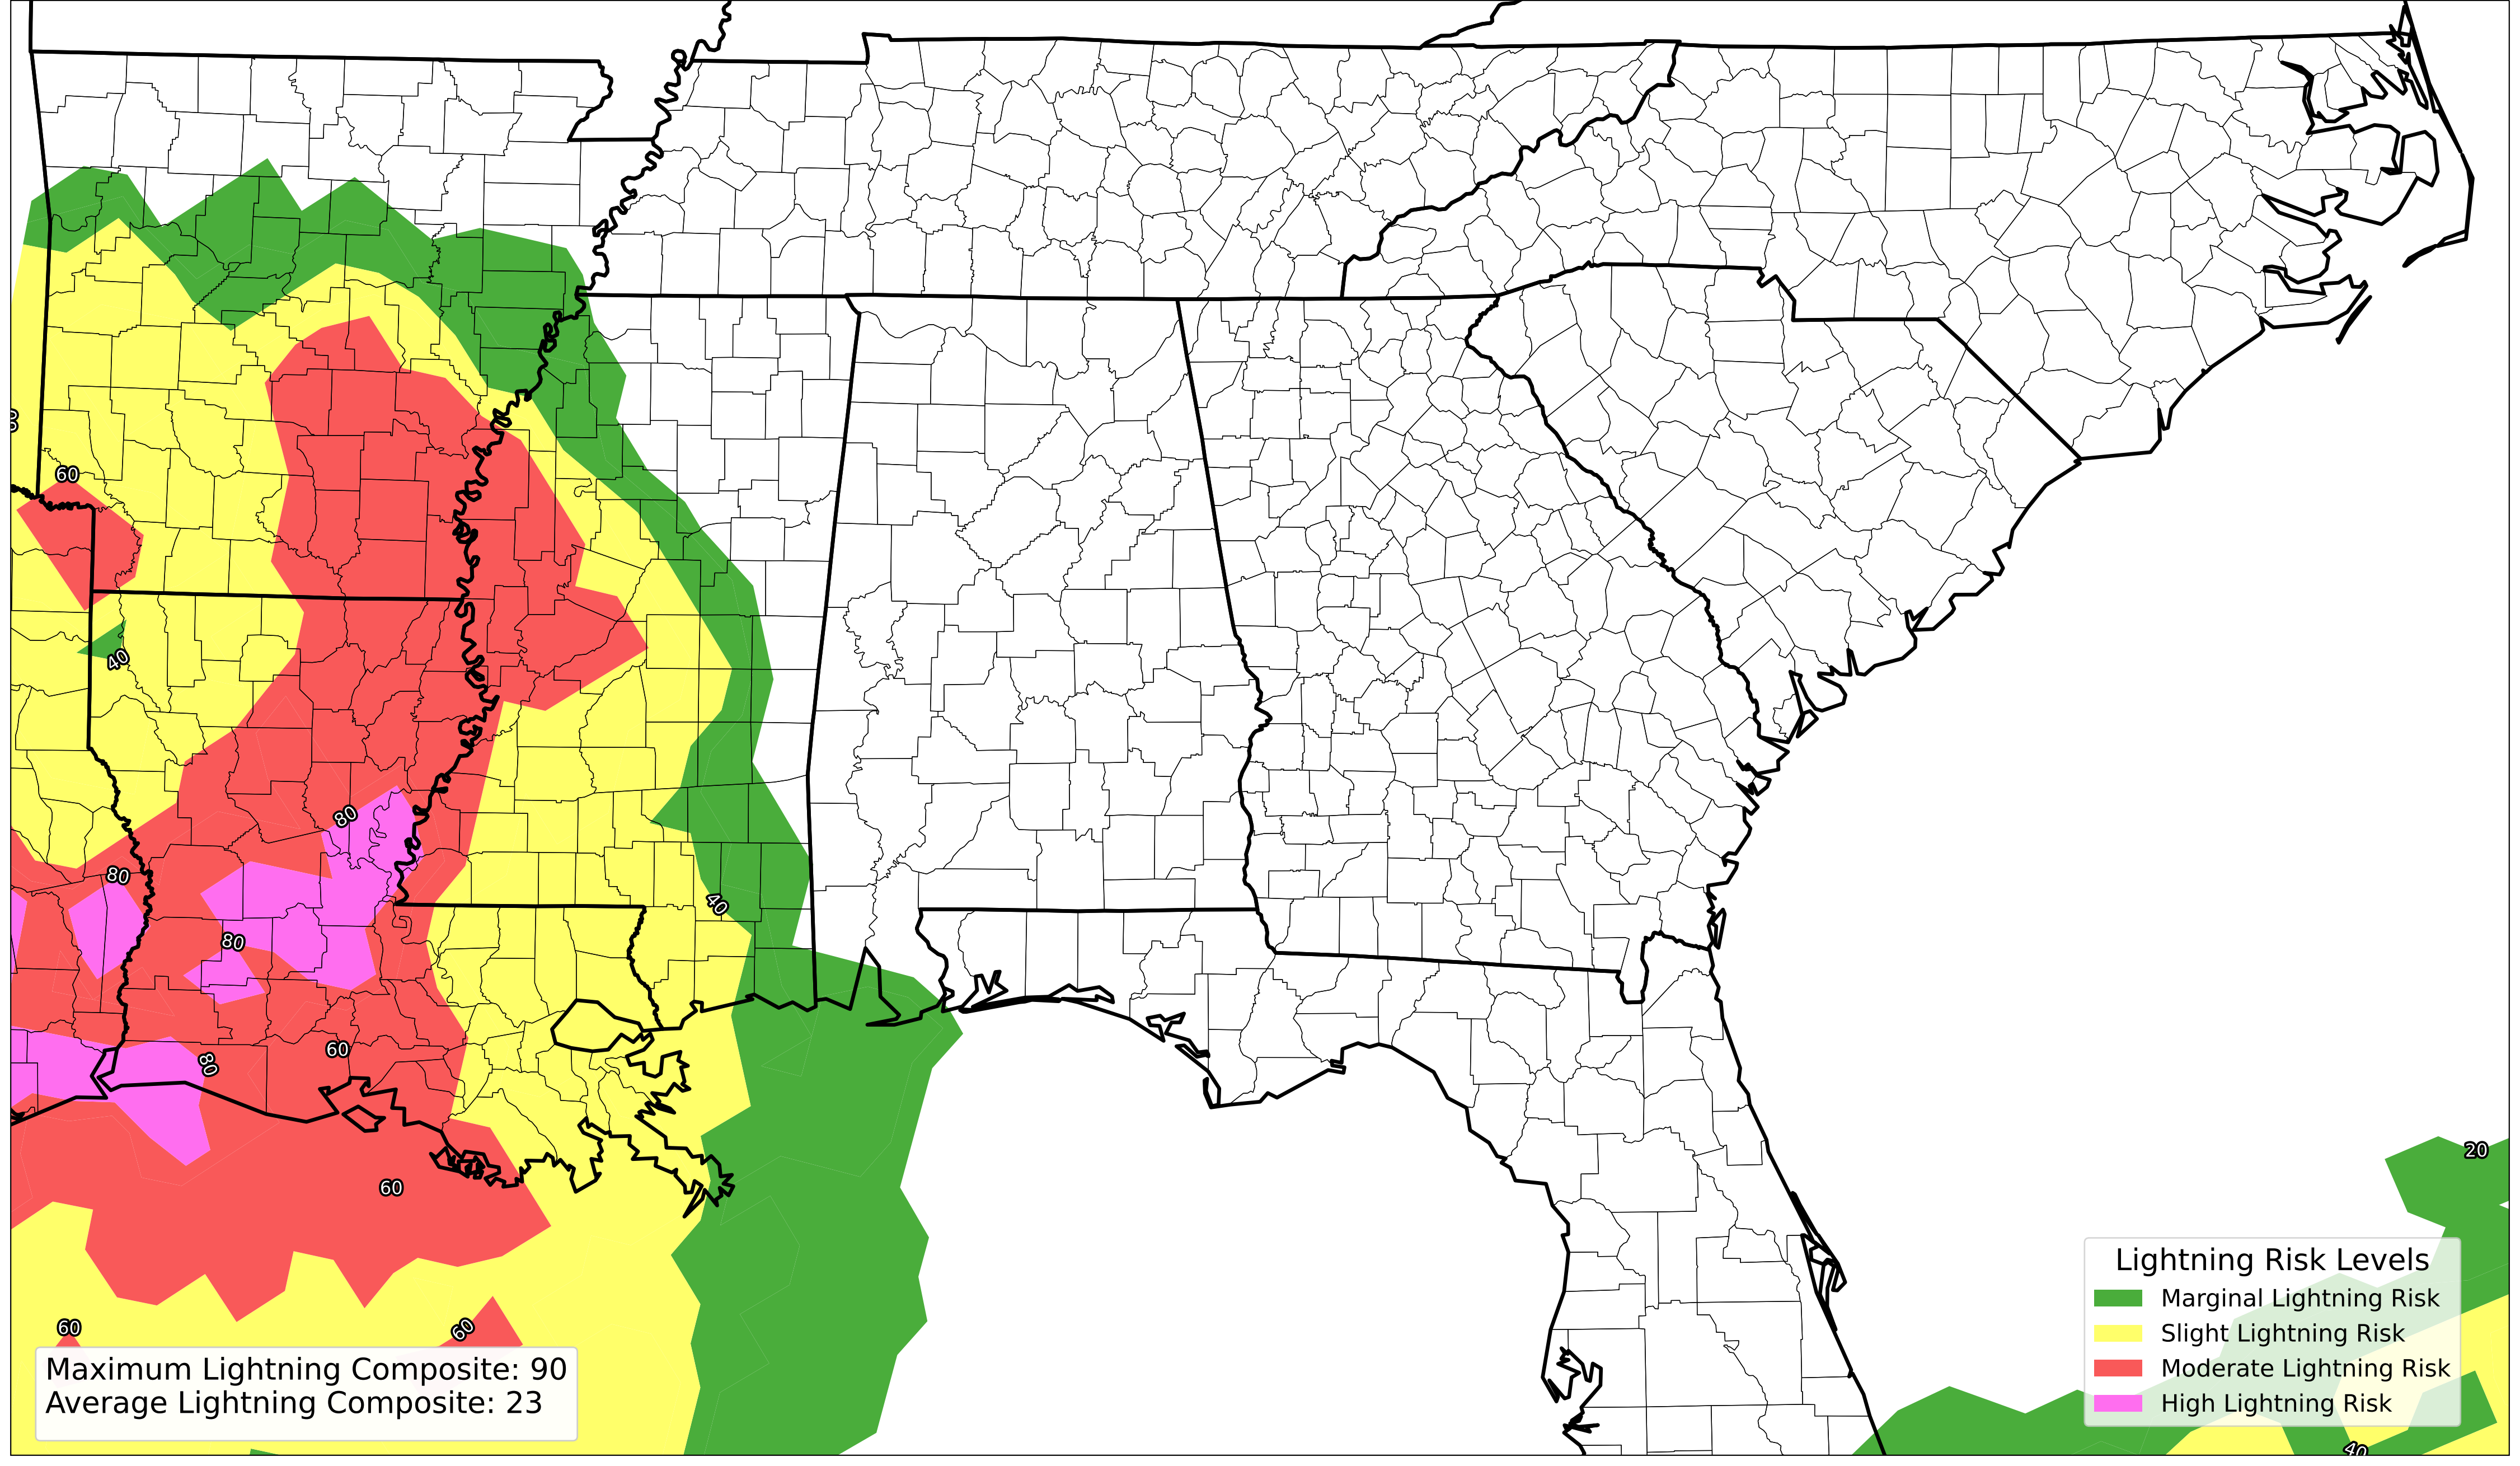 60
40
80
80
80
40
80
60
60
60
60
20
40
Maximum Lightning Composite: 90
Average Lightning Composite: 23
Lightning Risk Levels
Marginal Lightning Risk
Slight Lightning Risk
Moderate Lightning Risk
High Lightning Risk